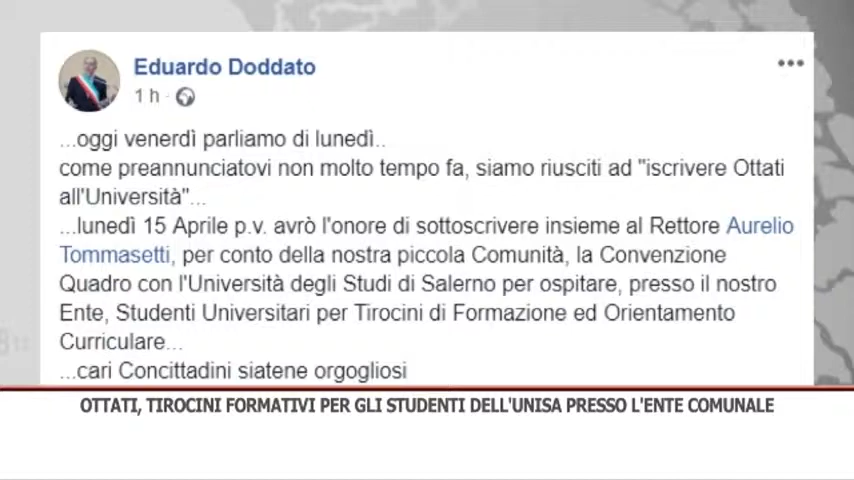 Eduardo Doddato
1 h ·
...oggi venerdì parliamo di lunedì..
come preannunciatovi non molto tempo fa, siamo riusciti ad "iscrivere Ottati
all'Università"...
...lunedì 15 Aprile p.v. avrò l'onore di sottoscrivere insieme al Rettore Aurelio
Tommasetti, per conto della nostra piccola Comunità, la Convenzione
Quadro con l'Università degli Studi di Salerno per ospitare, presso il nostro
Ente, Studenti Universitari per Tirocini di Formazione ed Orientamento
Curriculare...
...cari Concittadini siatene orgogliosi
OTTATI, TIROCINI FORMATIVI PER GLI STUDENTI DELL'UNISA PRESSO L'ENTE COMUNALE